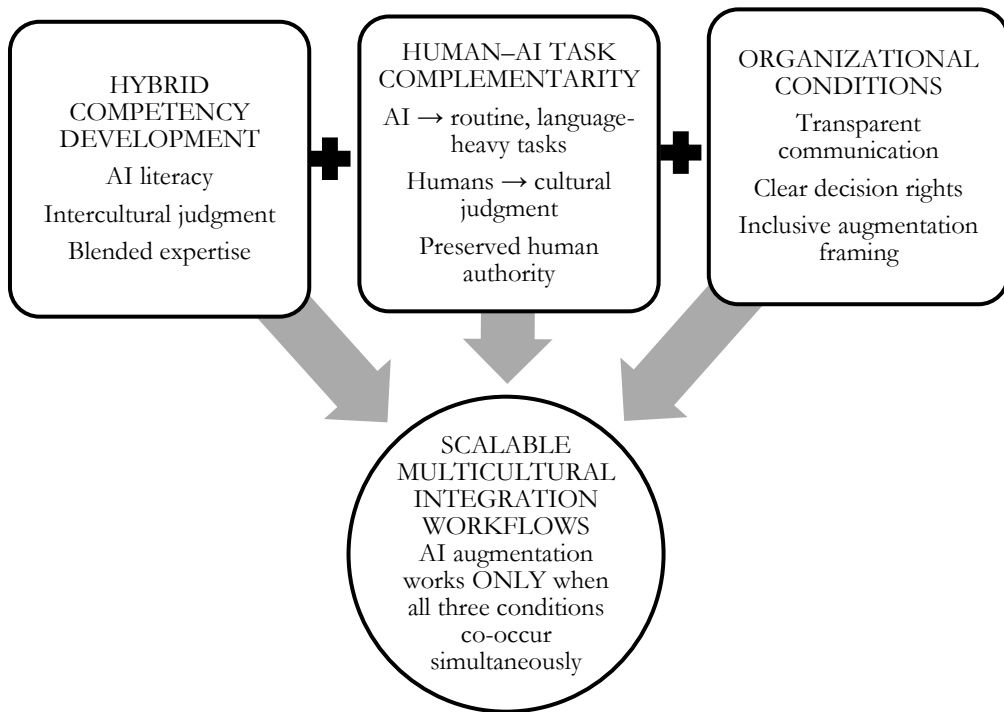 HYBRID
COMPETENCY
DEVELOPMENT
AI literacy
Intercultural judgment
Blended expertise
HUMAN–AI TASK
COMPLEMENTARITY
AI → routine, language-
heavy tasks
Humans → cultural
judgment
Preserved human
authority
ORGANIZATIONAL
CONDITIONS
Transparent
communication
Clear decision rights
Inclusive augmentation
framing
SCALABLE
MULTICULTURAL
INTEGRATION
WORKFLOWS
AI augmentation
works ONLY when
all three conditions
co-occur
simultaneously